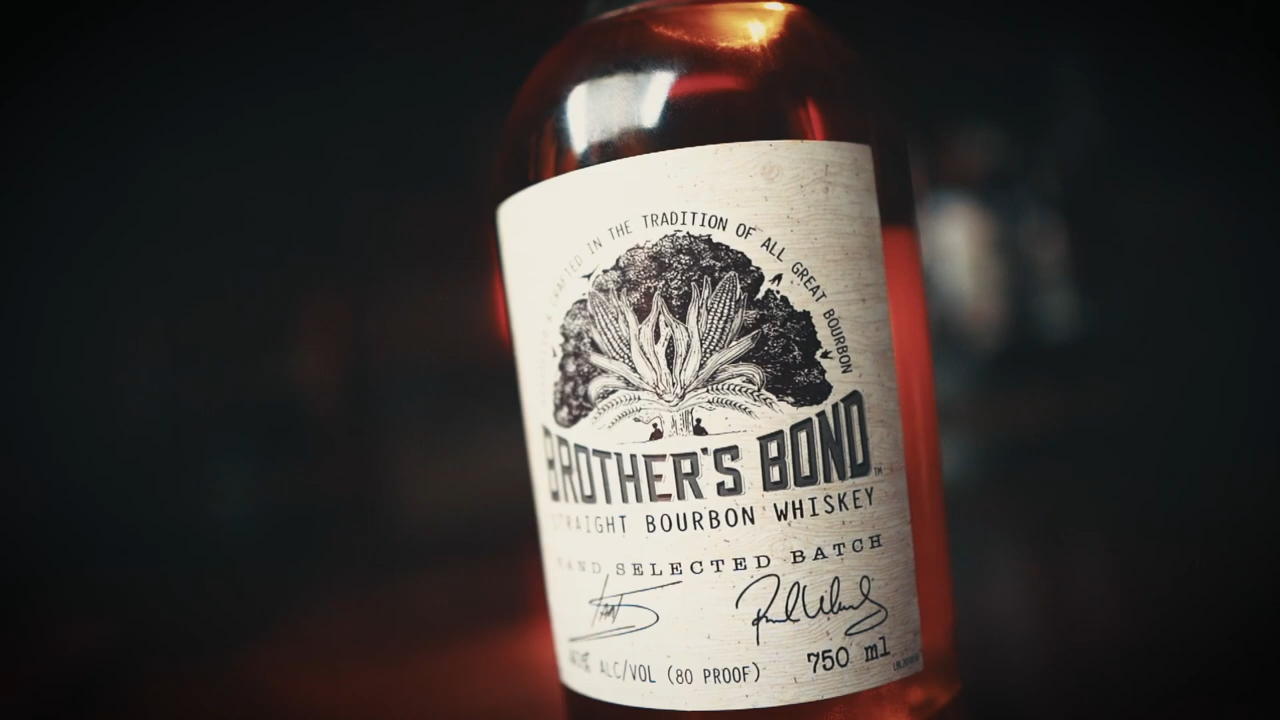 CRAFTED IN THE TRADITION OF ALL GREAT BOURBON
BROTHER'S BOND™
STRAIGHT BOURBON WHISKEY
HAND SELECTED BATCH
ALC/VOL (80 PROOF)
750 ml